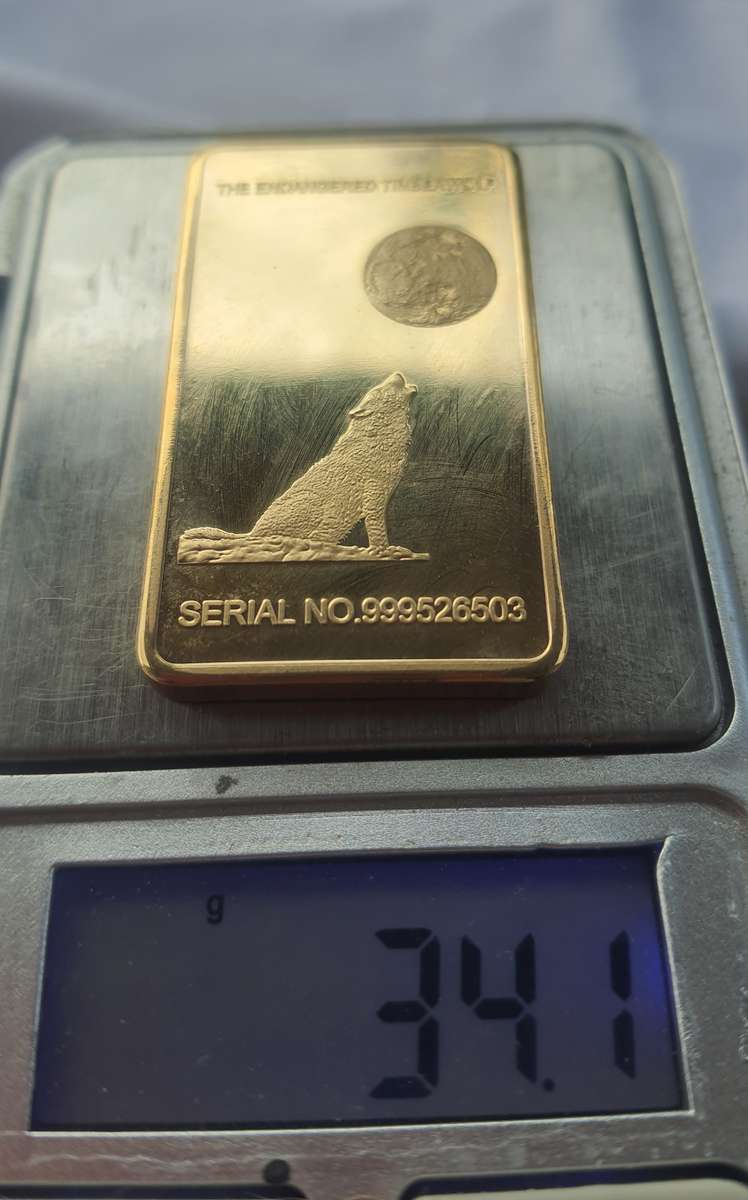 THE ENDANGERED TIMBERWOLF
SERIAL NO.999526503
g
34.1